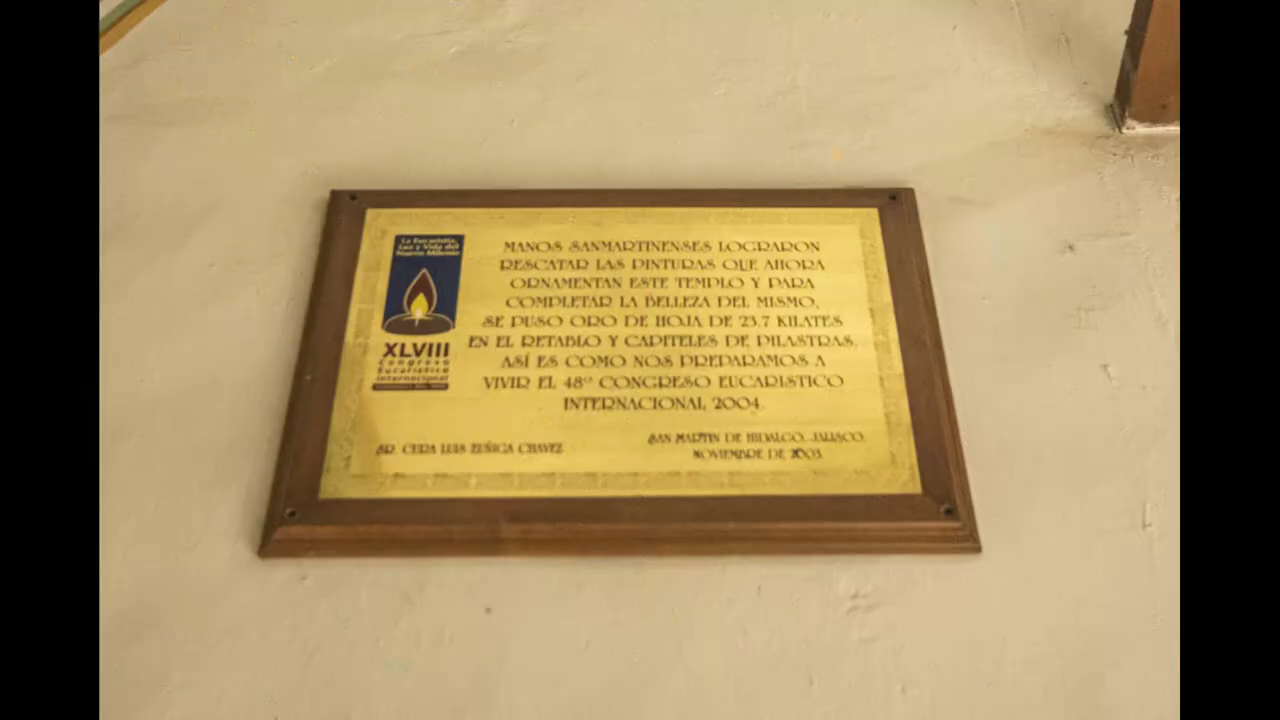 La Eucaristía,
Luz y Vida del
Nuevo Milenio
XLVIII
Congreso
Eucarístico
Internacional
MANOS SANMARTINENSES LOGRARON
RESCATAR LAS PINTURAS QUE AHORA
ORNAMENTAN ESTE TEMPLO Y PARA
COMPLETAR LA BELLEZA DEL MISMO,
SE PUSO ORO DE HOJA DE 23.7 KILATES
EN EL RETABLO Y CAPITELES DE PILASTRAS.
ASÍ ES COMO NOS PREPARAMOS A
VIVIR EL 48º CONGRESO EUCARISTICO
INTERNACIONAL 2004.
SR. CURA LUIS ZUÑIGA CHAVEZ
SAN MARTIN DE HIDALGO, JALISCO.
NOVIEMBRE DE 2003